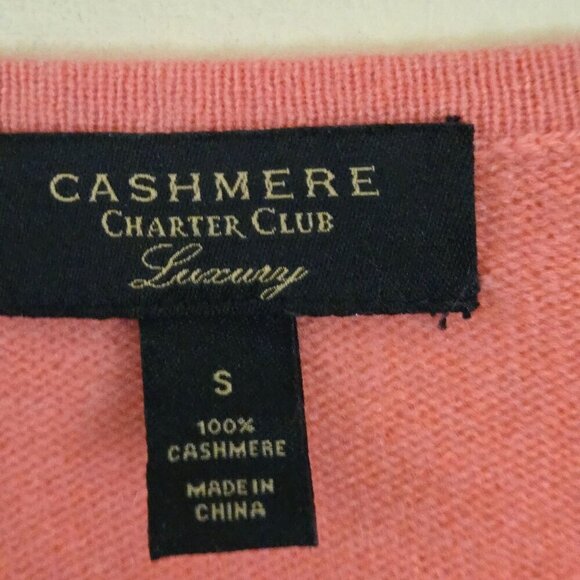 CASHMERE
CHARTER CLUB
Luxury
S
100%
CASHMERE
MADE IN
CHINA